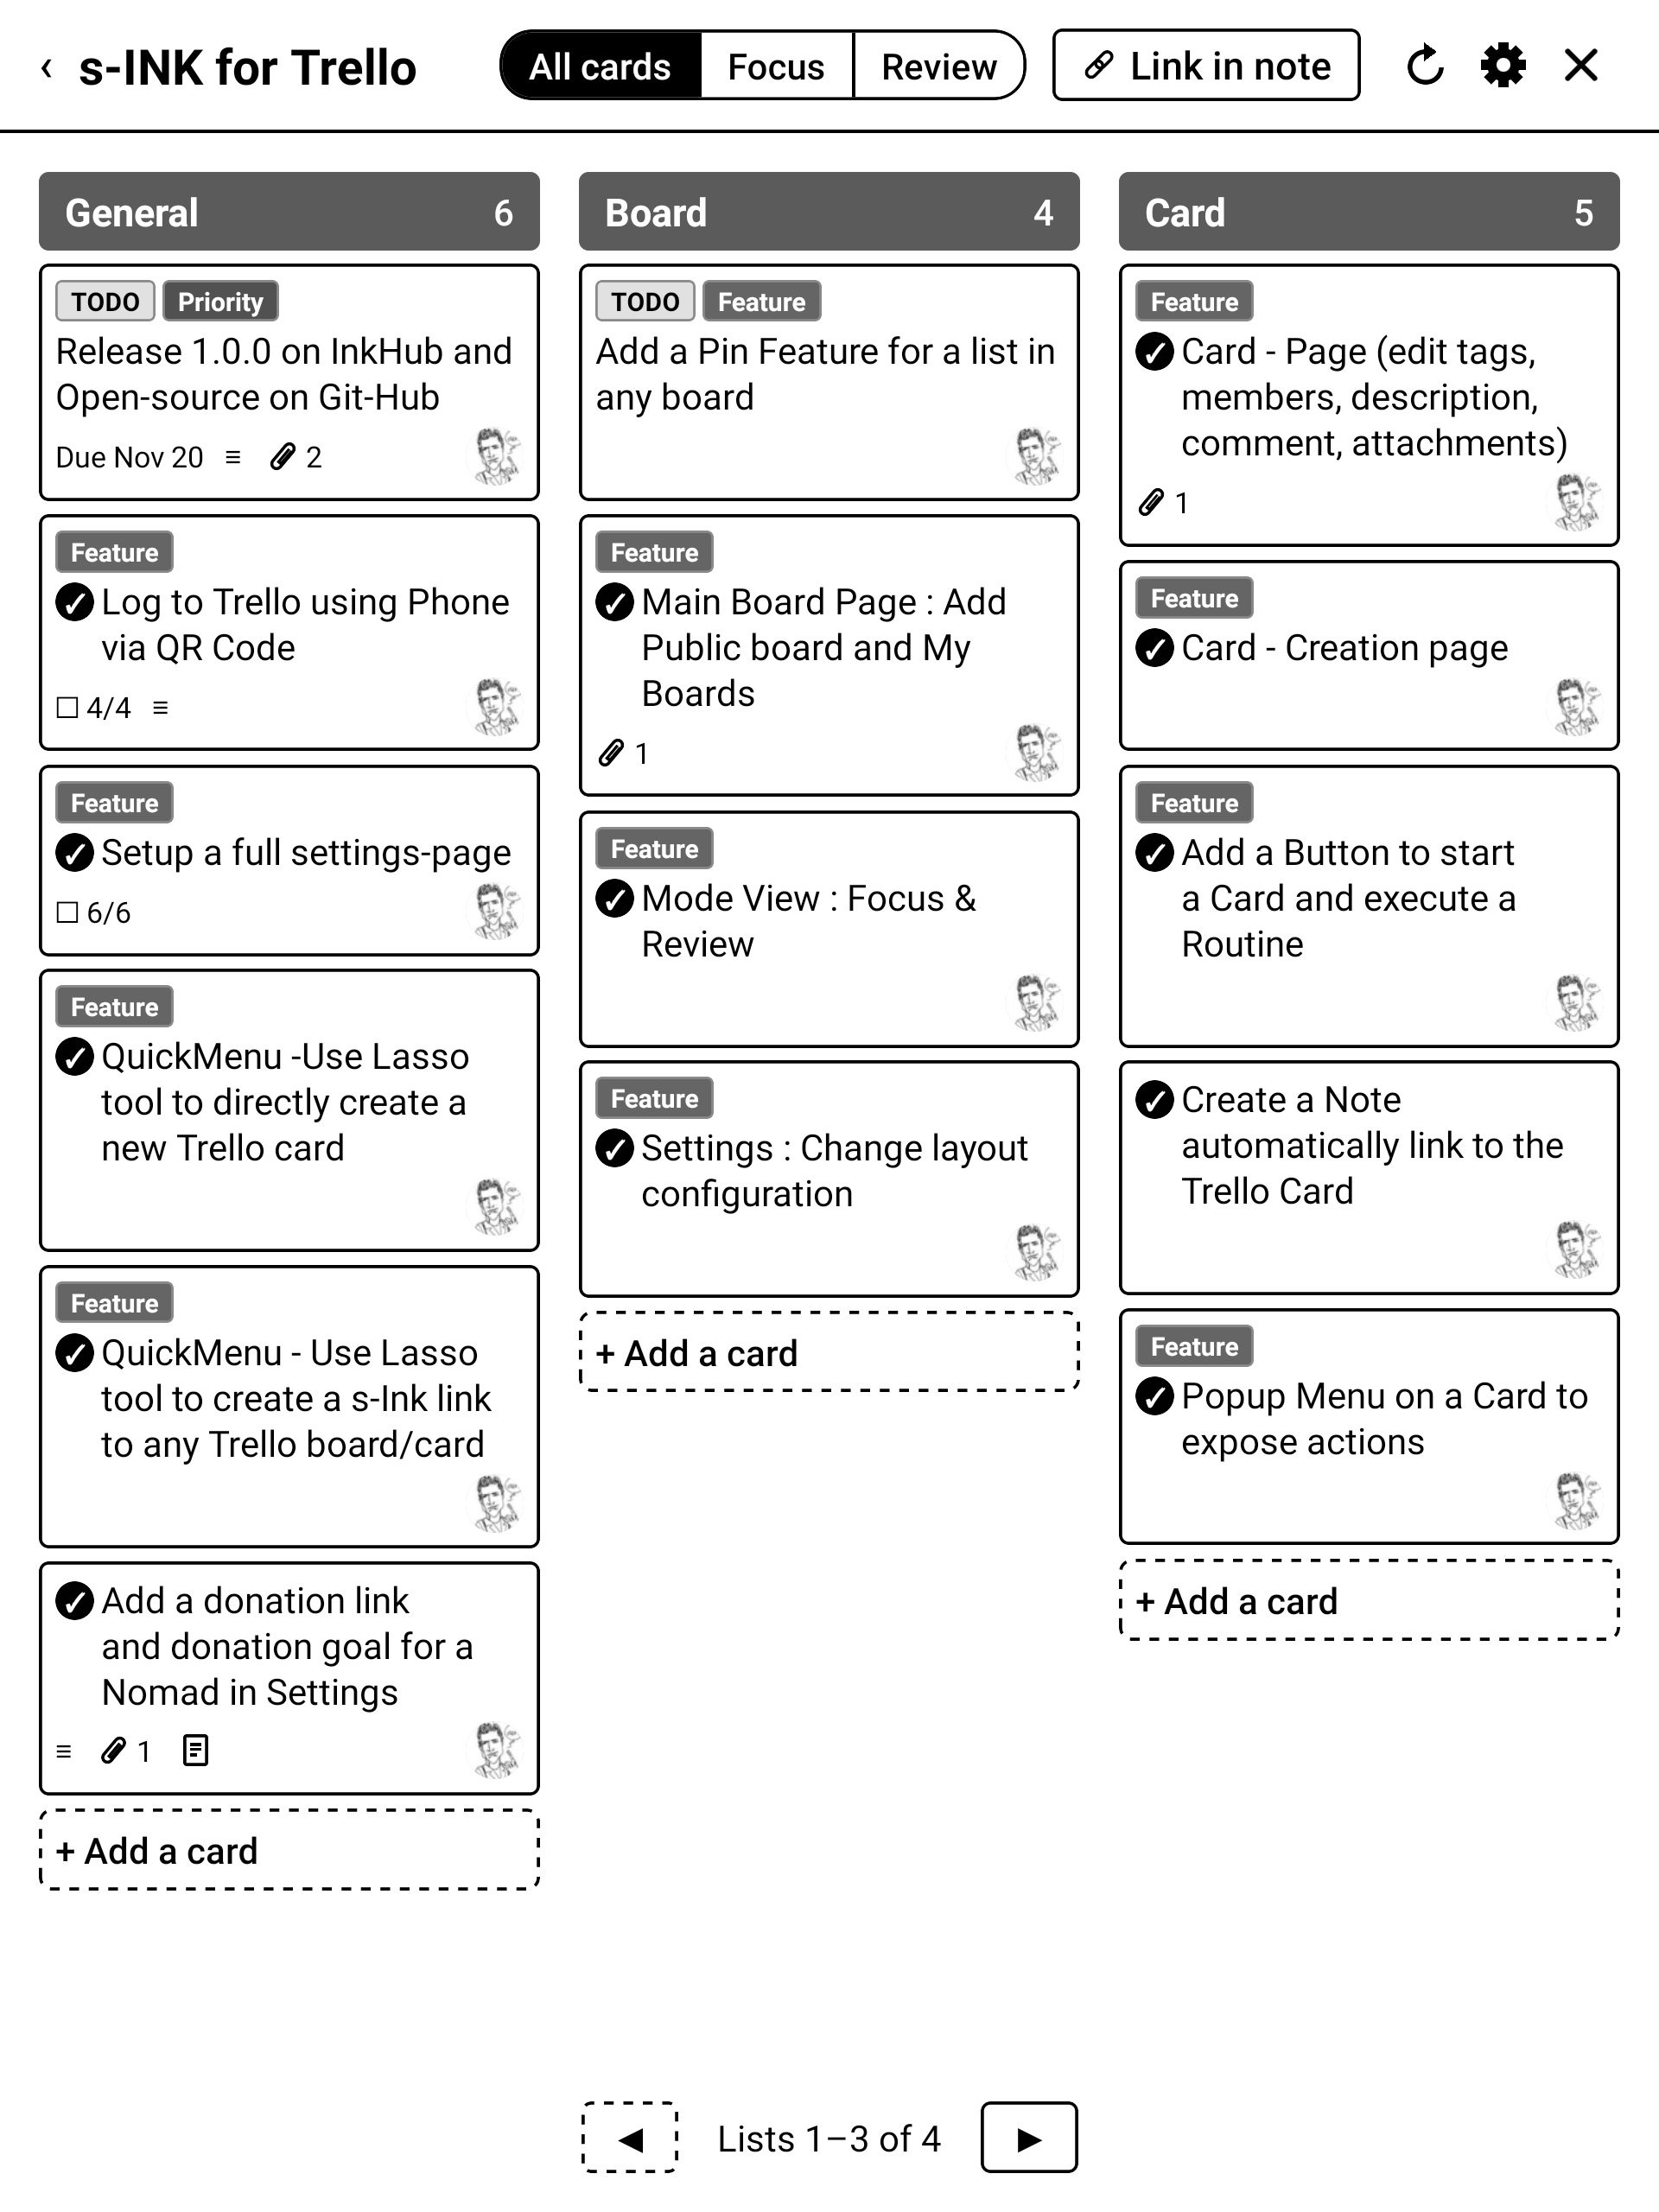 ‹ s-INK for Trello All cards Focus Review Link in note
General 6
TODO Priority
Release 1.0.0 on InkHub and
Open-source on Git-Hub
Due Nov 20 ≡ 2
Feature
Log to Trello using Phone
via QR Code
☐ 4/4 ≡
Feature
Setup a full settings-page
☐ 6/6
Feature
QuickMenu -Use Lasso
tool to directly create a
new Trello card
Feature
QuickMenu - Use Lasso
tool to create a s-Ink link
to any Trello board/card
Add a donation link
and donation goal for a
Nomad in Settings
≡ 1
+ Add a card
Board 4
TODO Feature
Add a Pin Feature for a list in
any board
Feature
Main Board Page : Add
Public board and My
Boards
1
Feature
Mode View : Focus &
Review
Feature
Settings : Change layout
configuration
+ Add a card
Card 5
Feature
Card - Page (edit tags,
members, description,
comment, attachments)
1
Feature
Card - Creation page
Feature
Add a Button to start
a Card and execute a
Routine
Create a Note
automatically link to the
Trello Card
Feature
Popup Menu on a Card to
expose actions
+ Add a card
◀ Lists 1–3 of 4 ▶